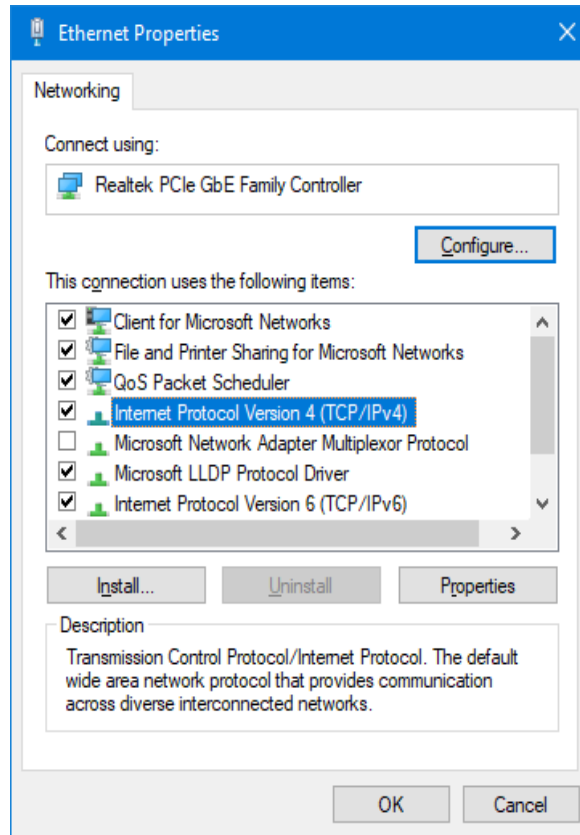 Ethernet Properties
Networking
Connect using:
Realtek PCIe GbE Family Controller
Configure...
This connection uses the following items:
Client for Microsoft Networks
File and Printer Sharing for Microsoft Networks
QoS Packet Scheduler
Internet Protocol Version 4 (TCP/IPv4)
Microsoft Network Adapter Multiplexor Protocol
Microsoft LLDP Protocol Driver
Internet Protocol Version 6 (TCP/IPv6)
Install...
Uninstall
Properties
Description
Transmission Control Protocol/Internet Protocol. The default
wide area network protocol that provides communication
across diverse interconnected networks.
OK
Cancel